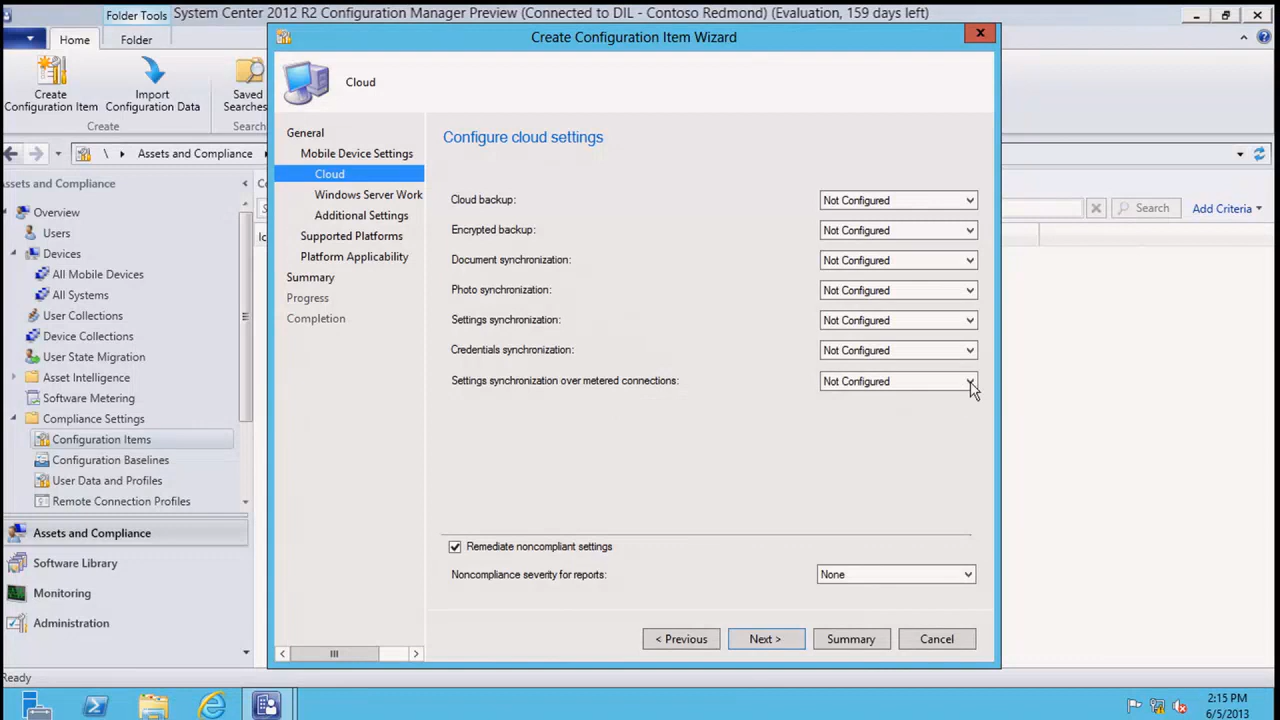 Folder Tools
System Center 2012 R2 Configuration Manager Preview (Connected to DIL - Contoso Redmond) (Evaluation, 159 days left)
Home
Folder
Create
Configuration Item
Import
Configuration Data
Saved
Searches
Create
Search
\
Assets and Compliance
Assets and Compliance
Overview
Users
Devices
All Mobile Devices
All Systems
User Collections
Device Collections
User State Migration
Asset Intelligence
Software Metering
Compliance Settings
Configuration Items
Configuration Baselines
User Data and Profiles
Remote Connection Profiles
Assets and Compliance
Software Library
Monitoring
Administration
Ready
Create Configuration Item Wizard
Cloud
General
Mobile Device Settings
Cloud
Windows Server Work
Additional Settings
Supported Platforms
Platform Applicability
Summary
Progress
Completion
Configure cloud settings
Cloud backup: Not Configured
Encrypted backup: Not Configured
Document synchronization: Not Configured
Photo synchronization: Not Configured
Settings synchronization: Not Configured
Credentials synchronization: Not Configured
Settings synchronization over metered connections: Not Configured
Remediate noncompliant settings
Noncompliance severity for reports: None
< Previous
Next >
Summary
Cancel
Search
Add Criteria
2:15 PM
6/5/2013